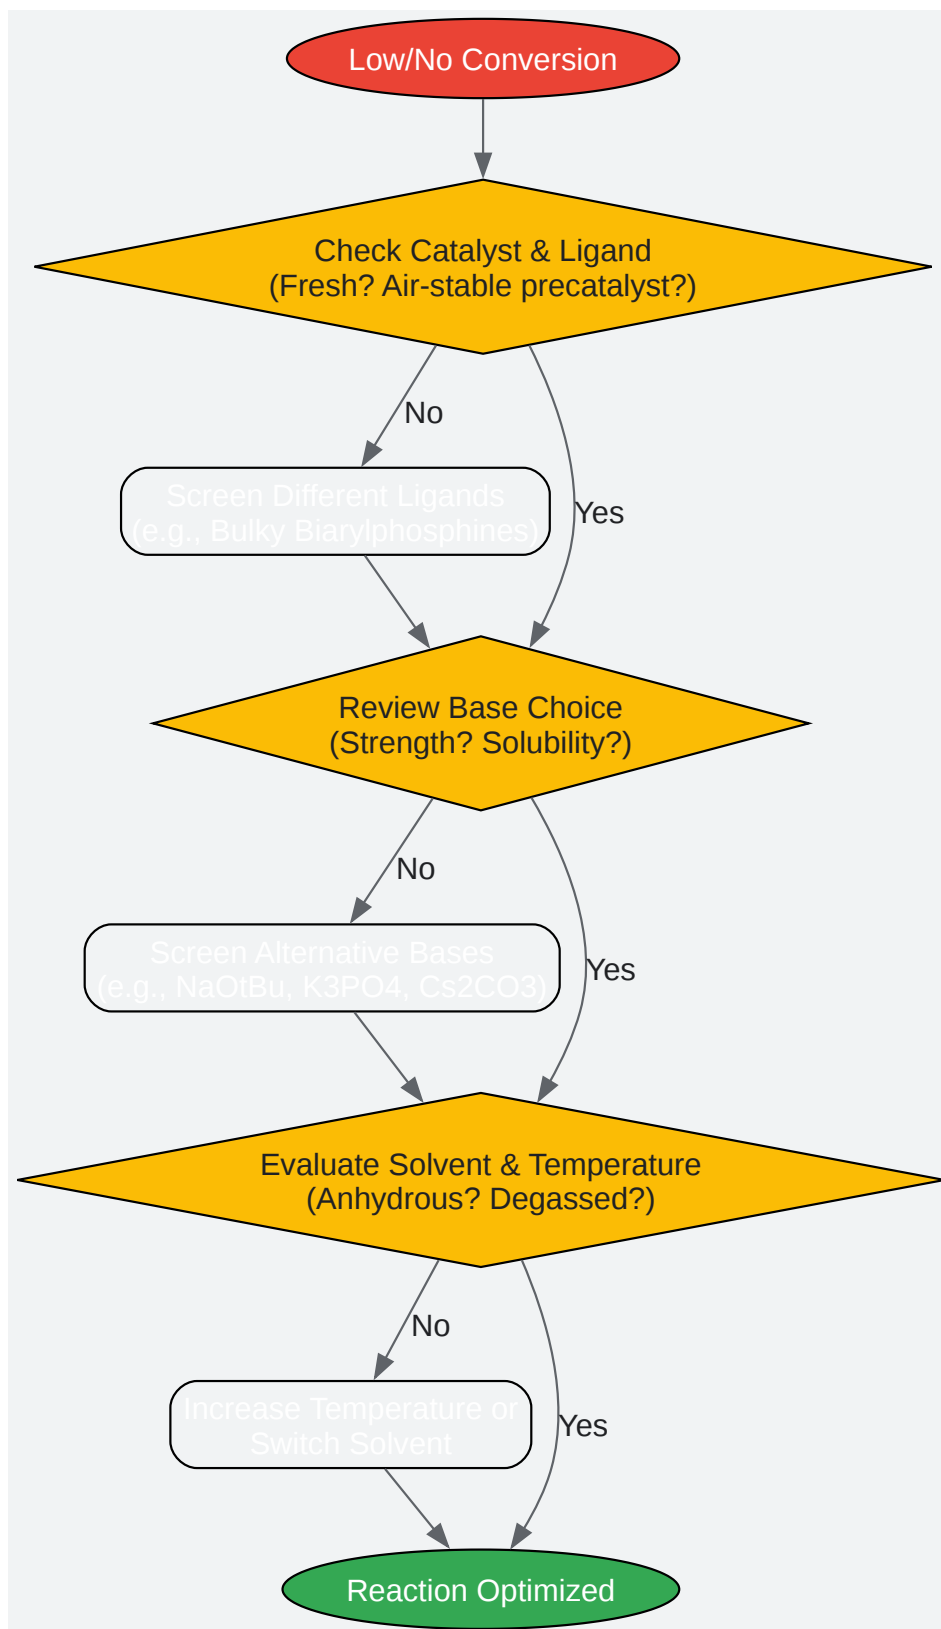 Low/No Conversion
Check Catalyst & Ligand
(Fresh? Air-stable precatalyst?)
No
Screen Different Ligands
(e.g., Bulky Biarylphosphines)
Yes
Review Base Choice
(Strength? Solubility?)
No
Screen Alternative Bases
(e.g., NaOtBu, K3PO4, Cs2CO3)
Yes
Evaluate Solvent & Temperature
(Anhydrous? Degassed?)
No
Increase Temperature or
Switch Solvent
Yes
Reaction Optimized